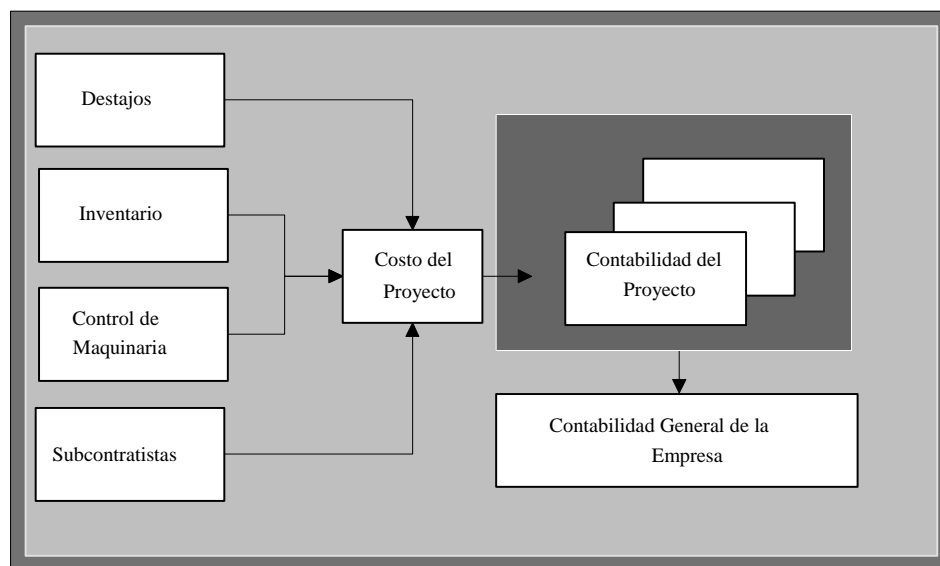 Destajos
Inventario
Control de
Maquinaria
Subcontratistas
Costo del
Proyecto
Contabilidad del
Proyecto
Contabilidad General de la
Empresa